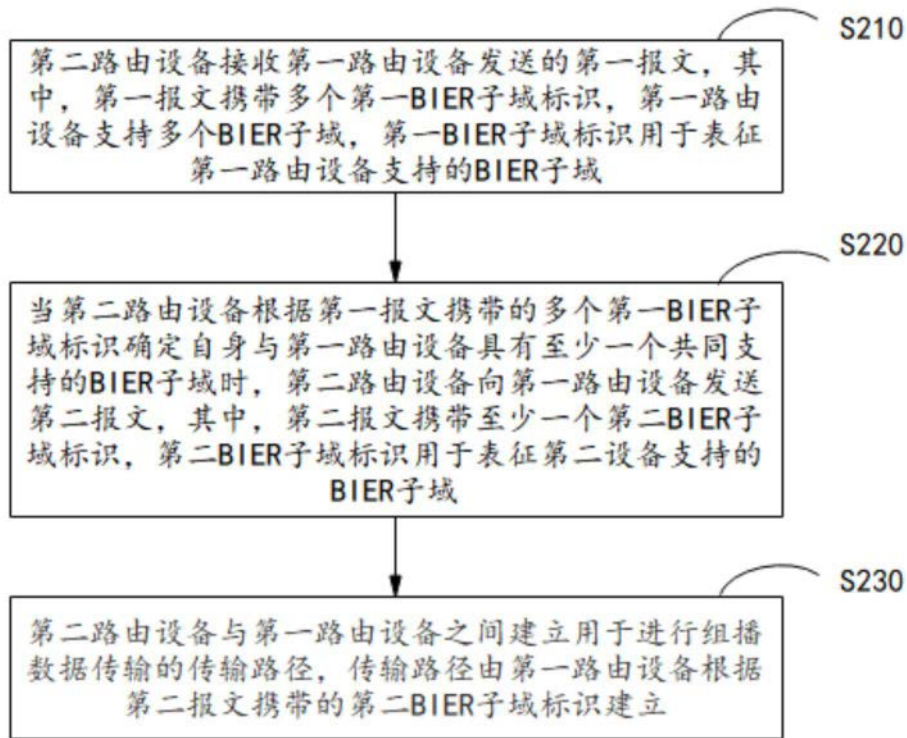 S210
第二路由设备接收第一路由设备发送的第一报文，其
中，第一报文携带多个第一BIER子域标识，第一路由
设备支持多个BIER子域，第一BIER子域标识用于表征
第一路由设备支持的BIER子域
S220
当第二路由设备根据第一报文携带的多个第一BIER子
域标识确定自身与第一路由设备具有至少一个共同支
持的BIER子域时，第二路由设备向第一路由设备发送
第二报文，其中，第二报文携带至少一个第二BIER子
域标识，第二BIER子域标识用于表征第二设备支持的
BIER子域
S230
第二路由设备与第一路由设备之间建立用于进行组播
数据传输的传输路径，传输路径由第一路由设备根据
第二报文携带的第二BIER子域标识建立